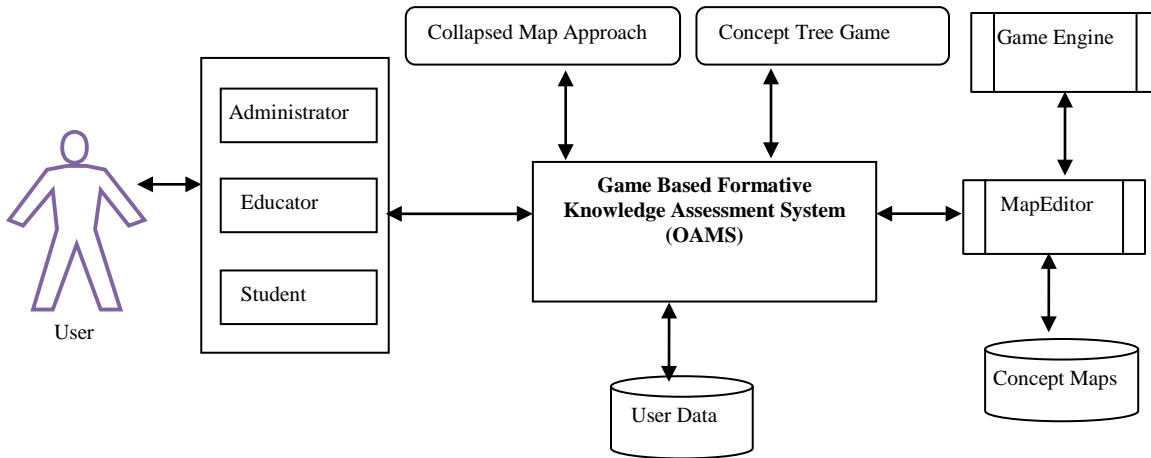 Collapsed Map Approach
Concept Tree Game
Game Engine
Administrator
Educator
Student
User
Game Based Formative
Knowledge Assessment System
(OAMS)
MapEditor
User Data
Concept Maps